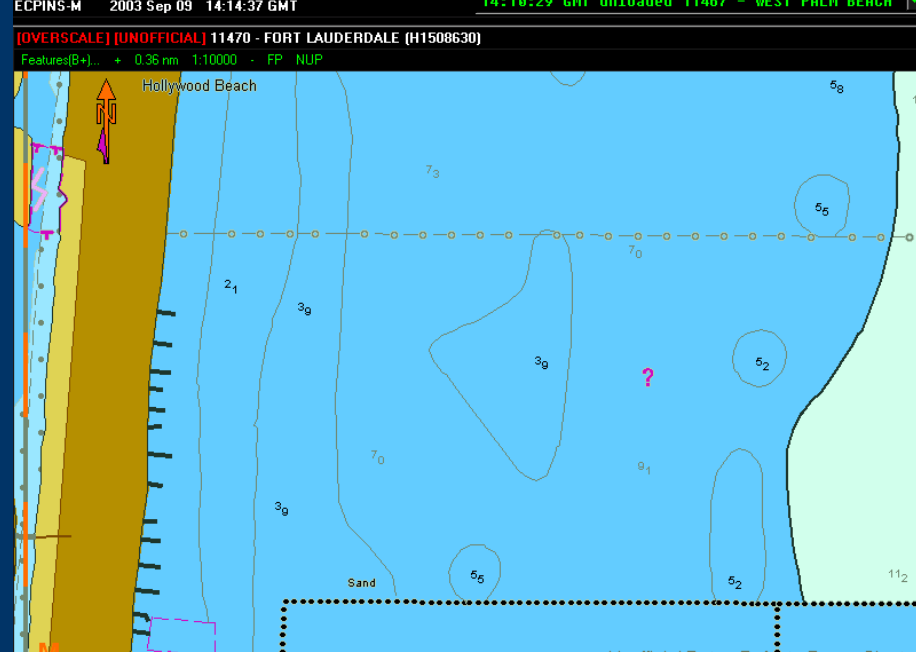 ECPINS-M 2003 Sep 09 14:14:37 GMT
14:10:29 GMT Unloaded 11467 - WEST PALM BEACH
[OVERSCALE] [UNOFFICIAL] 11470 - FORT LAUDERDALE (H1508630)
Features(B+)... + 0.36 nm 1:10000 - FP NUP
Hollywood Beach
5₈
N
7₃
5₅
7₀
2₁
3₉
3₉
5₂
?
7₀
9₁
3₉
5₅
Sand
5₂
11₂
M